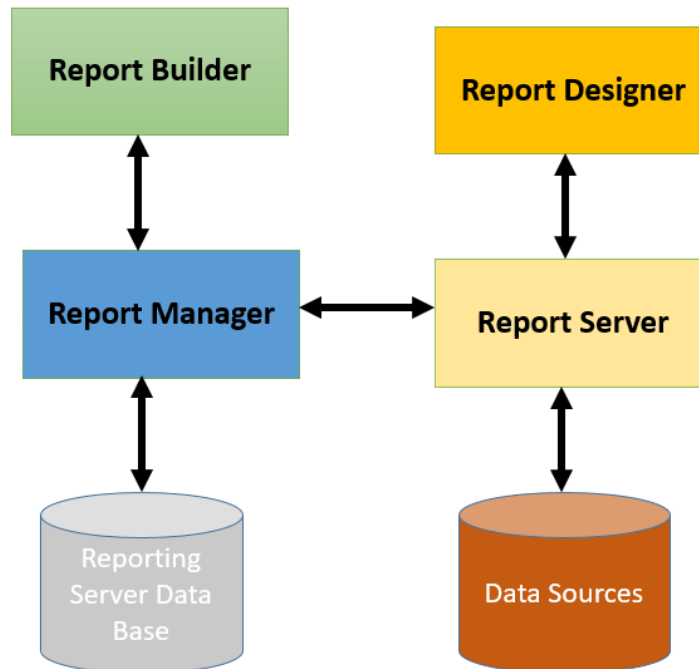 Report Builder
Report Designer
Report Manager
Report Server
Reporting
Server Data
Base
Data Sources